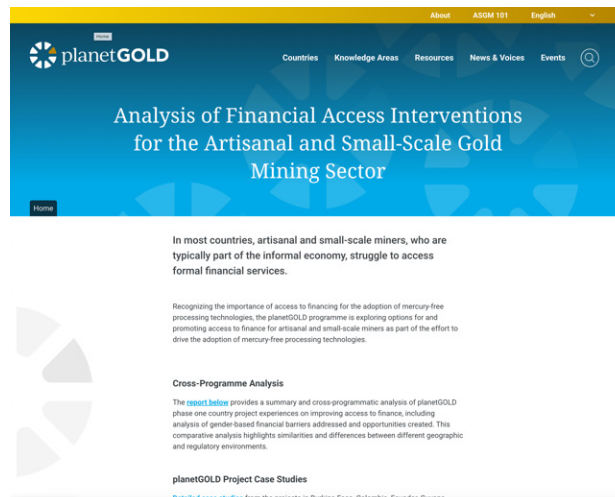 About ASGM 101 English
Home
planetGOLD
Countries Knowledge Areas Resources News & Voices Events
Analysis of Financial Access Interventions
for the Artisanal and Small-Scale Gold
Mining Sector
Home
In most countries, artisanal and small-scale miners, who are
typically part of the informal economy, struggle to access
formal financial services.
Recognizing the importance of access to financing for the adoption of mercury-free
processing technologies, the planetGOLD programme is exploring options for and
promoting access to finance for artisanal and small-scale miners as part of the effort to
drive the adoption of mercury-free processing technologies.
Cross-Programme Analysis
The report below provides a summary and cross-programmatic analysis of planetGOLD
phase one country project experiences on improving access to finance, including
analysis of gender-based financial barriers addressed and opportunities created. This
comparative analysis highlights similarities and differences between different geographic
and regulatory environments.
planetGOLD Project Case Studies